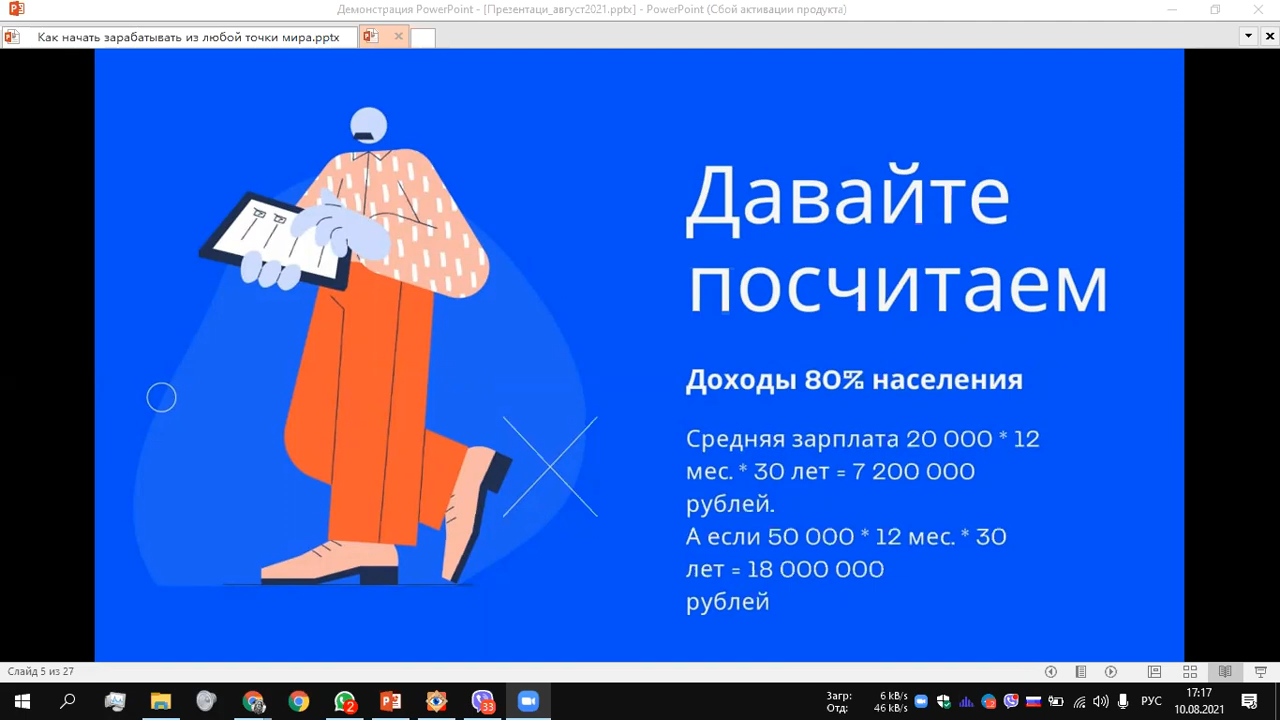 Демонстрация PowerPoint - [Презентаци_август2021.pptx] - PowerPoint (Сбой активации продукта)
Как начать зарабатывать из любой точки мира.pptx
Давайте
посчитаем
Доходы 80% населения
Средняя зарплата 20 000 * 12
мес. * 30 лет = 7 200 000
рублей.
А если 50 000 * 12 мес. * 30
лет = 18 000 000
рублей
Слайд 5 из 27
Загр: 6 kB/s
Отд: 46 kB/s
РУС
17:17
10.08.2021
2
33